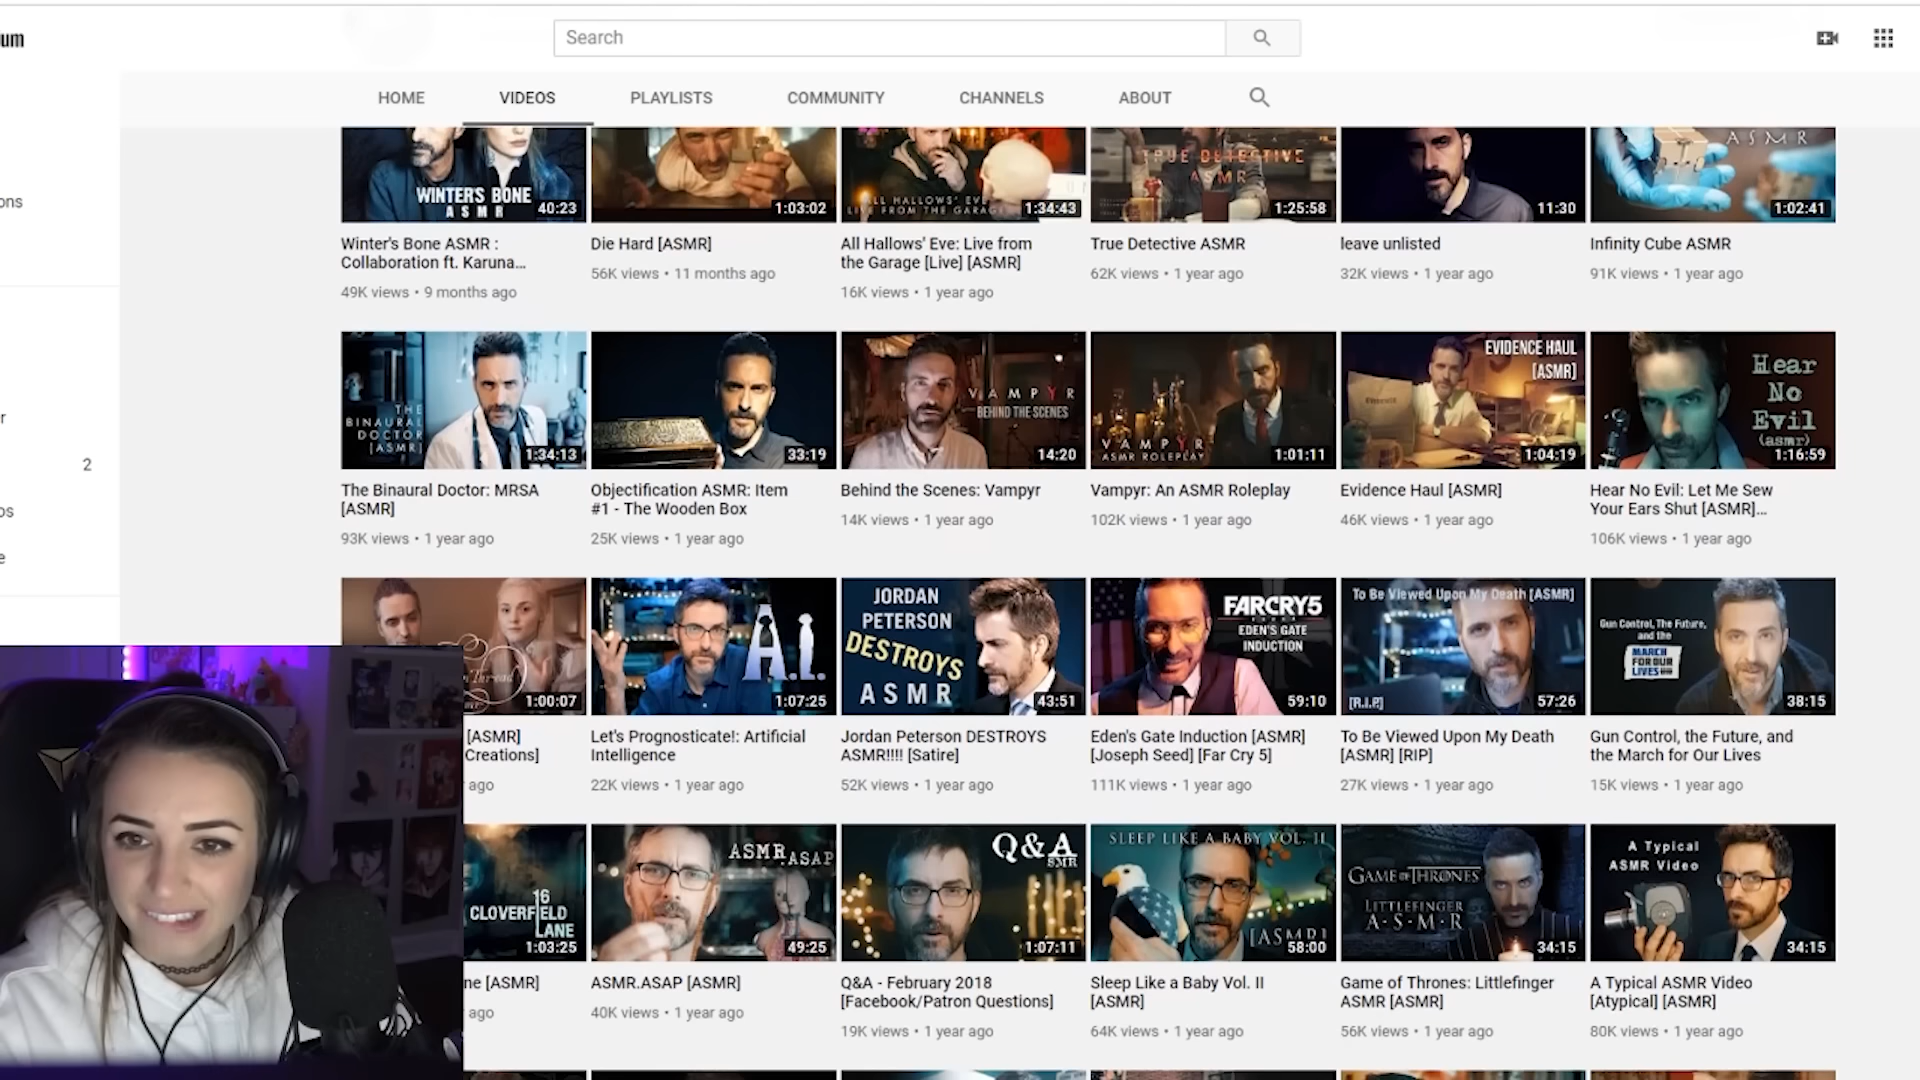 um
Search
HOME
VIDEOS
PLAYLISTS
COMMUNITY
CHANNELS
ABOUT
ons
r
2
os
e
WINTER'S BONE
ASMR
40:23
1:03:02
ALL HALLOWS' EVE
LIVE FROM THE GARAGE
1:34:43
TRUE DETECTIVE
ASMR
1:25:58
11:30
ASMR
1:02:41
Winter's Bone ASMR :
Collaboration ft. Karuna...
49K views • 9 months ago
Die Hard [ASMR]
56K views • 11 months ago
All Hallows' Eve: Live from
the Garage [Live] [ASMR]
16K views • 1 year ago
True Detective ASMR
62K views • 1 year ago
leave unlisted
32K views • 1 year ago
Infinity Cube ASMR
91K views • 1 year ago
THE
BINAURAL
DOCTOR
[ASMR]
1:34:13
33:19
VAMPYR
BEHIND THE SCENES
14:20
VAMPYR
ASMR ROLEPLAY
1:01:11
EVIDENCE HAUL
[ASMR]
1:04:19
Hear
No
Evil
(asmr)
1:16:59
The Binaural Doctor: MRSA
[ASMR]
93K views • 1 year ago
Objectification ASMR: Item
#1 - The Wooden Box
25K views • 1 year ago
Behind the Scenes: Vampyr
14K views • 1 year ago
Vampyr: An ASMR Roleplay
102K views • 1 year ago
Evidence Haul [ASMR]
46K views • 1 year ago
Hear No Evil: Let Me Sew
Your Ears Shut [ASMR]...
106K views • 1 year ago
Thread
1:00:07
A.I.
1:07:25
JORDAN
PETERSON
DESTROYS
ASMR
43:51
FARCRY5
EDEN'S GATE
INDUCTION
59:10
To Be Viewed Upon My Death [ASMR]
[R.I.P.]
57:26
Gun Control, The Future,
and the
MARCH
FOR OUR
LIVES
38:15
[ASMR]
Creations]
ago
Let's Prognosticate!: Artificial
Intelligence
22K views • 1 year ago
Jordan Peterson DESTROYS
ASMR!!!! [Satire]
52K views • 1 year ago
Eden's Gate Induction [ASMR]
[Joseph Seed] [Far Cry 5]
111K views • 1 year ago
To Be Viewed Upon My Death
[ASMR] [RIP]
27K views • 1 year ago
Gun Control, the Future, and
the March for Our Lives
15K views • 1 year ago
16
CLOVERFIELD
LANE
1:03:25
ASMR.ASAP
49:25
Q&A
SMR
1:07:11
SLEEP LIKE A BABY VOL. II
[ASMR]
58:00
GAME OF THRONES
LITTLEFINGER
A·S·M·R
34:15
A Typical
ASMR Video
34:15
ne [ASMR]
ago
ASMR.ASAP [ASMR]
40K views • 1 year ago
Q&A - February 2018
[Facebook/Patron Questions]
19K views • 1 year ago
Sleep Like a Baby Vol. II
[ASMR]
64K views • 1 year ago
Game of Thrones: Littlefinger
ASMR [ASMR]
56K views • 1 year ago
A Typical ASMR Video
[Atypical] [ASMR]
80K views • 1 year ago